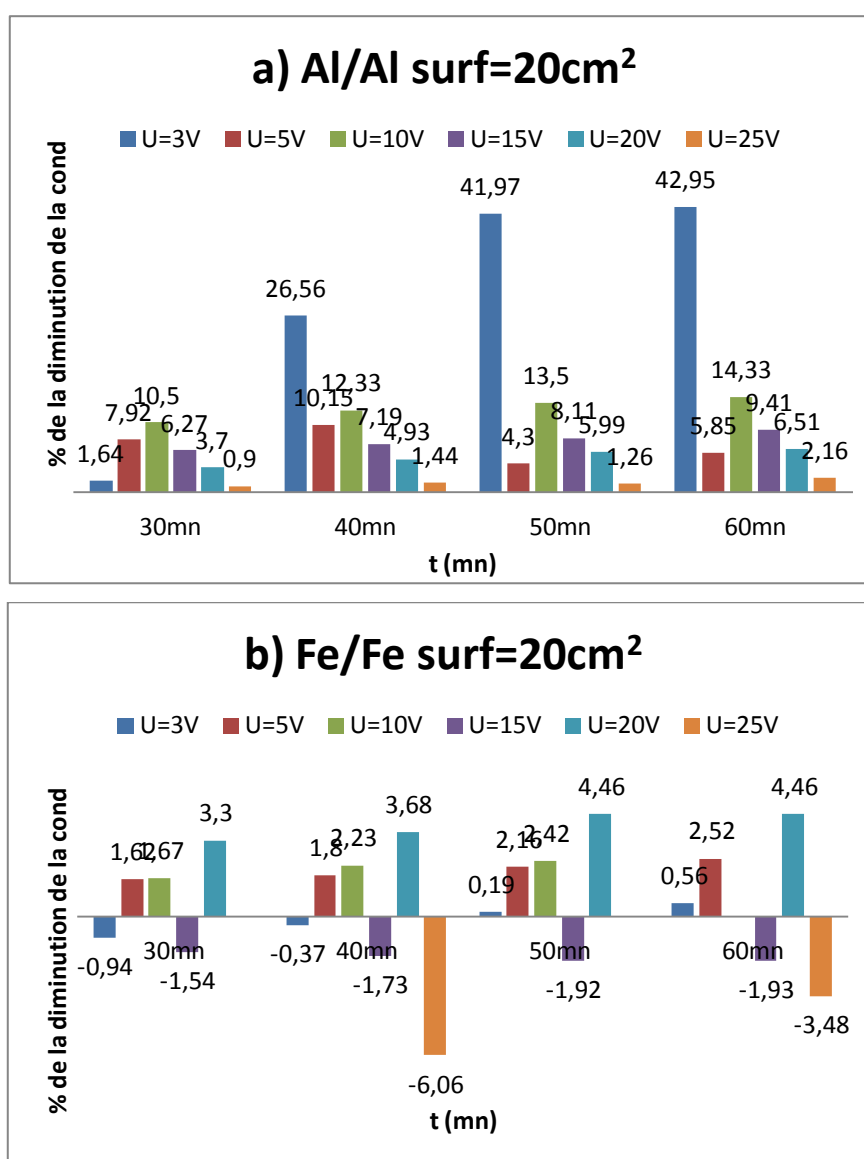 a) Al/Al surf=20cm²
U=3V U=5V U=10V U=15V U=20V U=25V
% de la diminution de la cond
1,64 7,92 10,5 6,27 3,7 0,9
26,56 10,15 12,33 7,19 4,93 1,44
41,97 4,3 13,5 8,11 5,99 1,26
42,95 5,85 14,33 9,41 6,51 2,16
30mn 40mn 50mn 60mn
t (mn)
b) Fe/Fe surf=20cm²
U=3V U=5V U=10V U=15V U=20V U=25V
% de la diminution de la cond
-0,94 1,62 1,67 -1,54 3,3
-0,37 1,8 2,23 -1,73 3,68 -6,06
0,19 2,16 2,42 -1,92 4,46
0,56 2,52 -1,93 4,46 -3,48
30mn 40mn 50mn 60mn
t (mn)